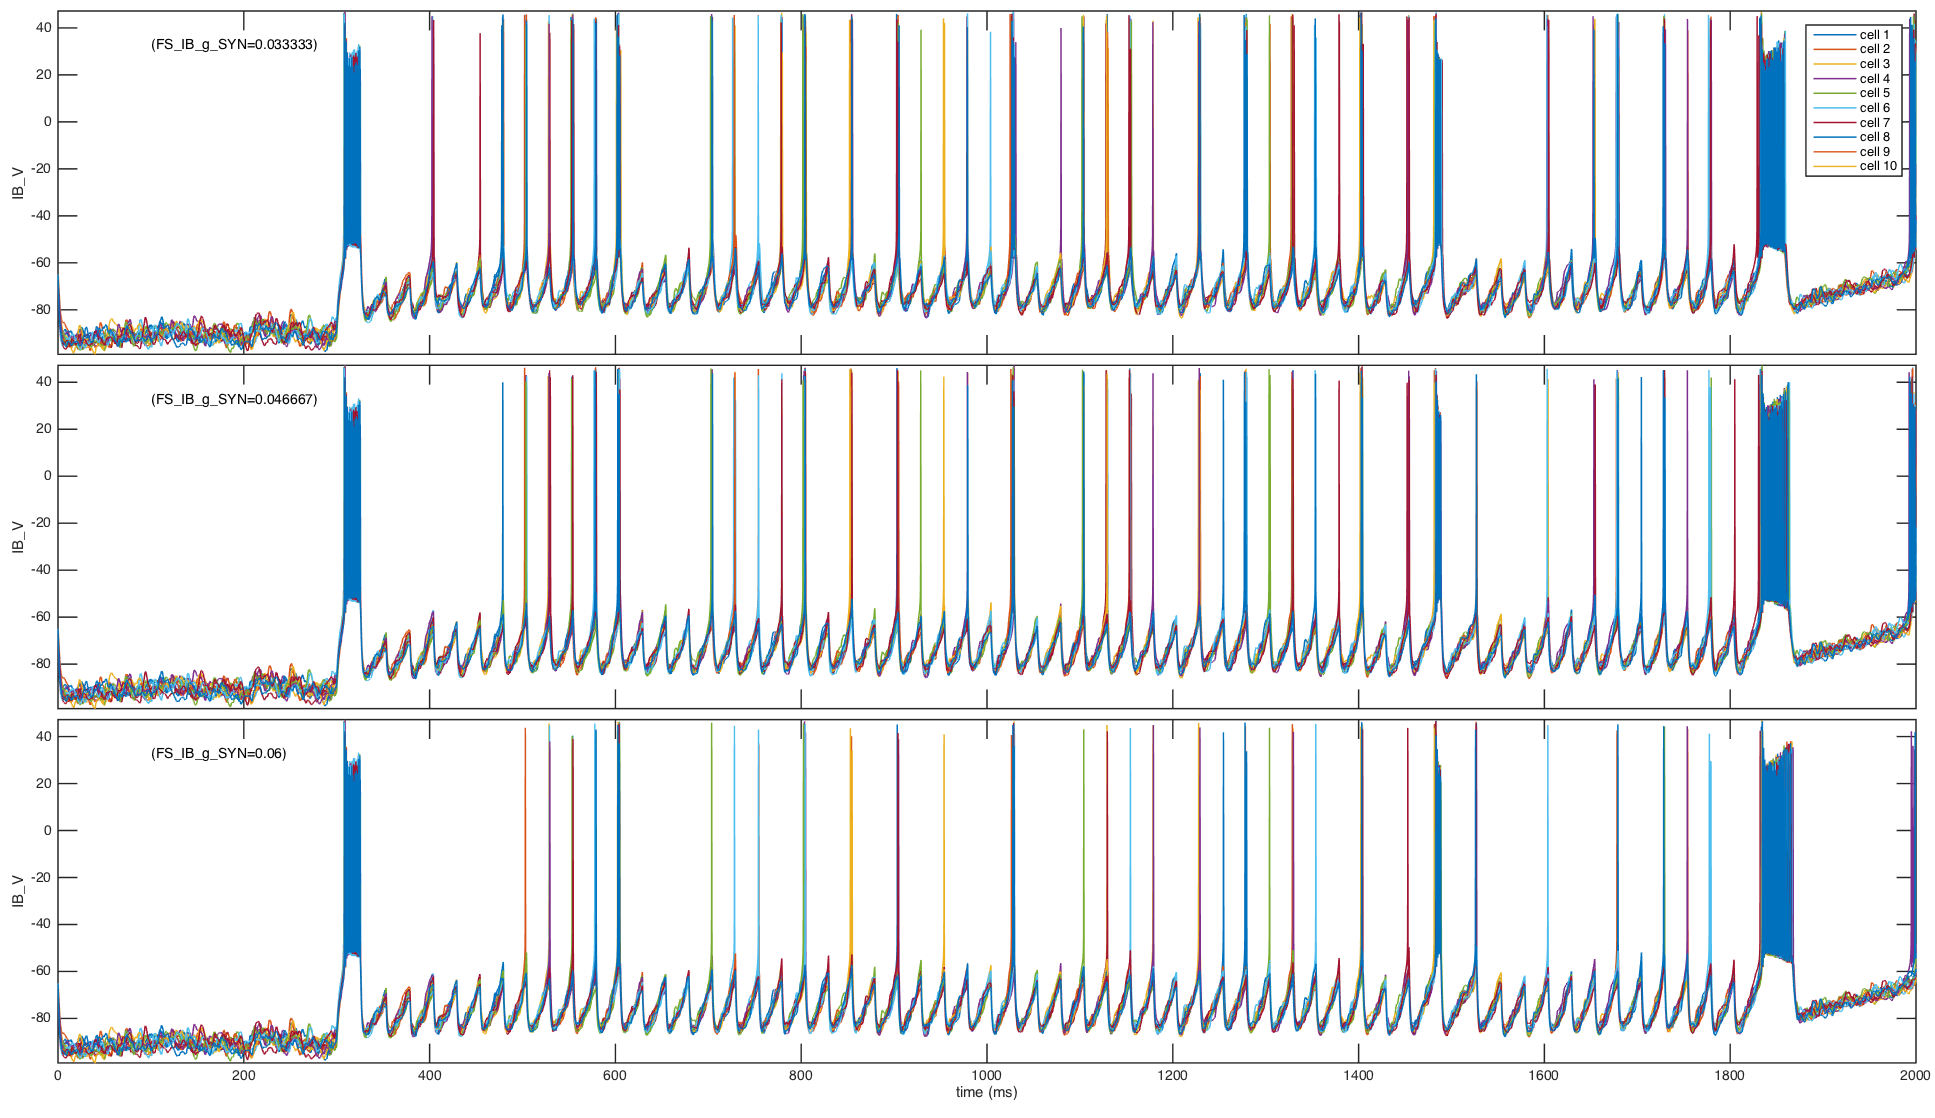 40
20
0
-20
-40
-60
-80
IB_V
(FS_IB_g_SYN=0.033333)
cell 1
cell 2
cell 3
cell 4
cell 5
cell 6
cell 7
cell 8
cell 9
cell 10
40
20
0
-20
-40
-60
-80
IB_V
(FS_IB_g_SYN=0.046667)
40
20
0
-20
-40
-60
-80
IB_V
(FS_IB_g_SYN=0.06)
0 200 400 600 800 1000 1200 1400 1600 1800 2000
time (ms)